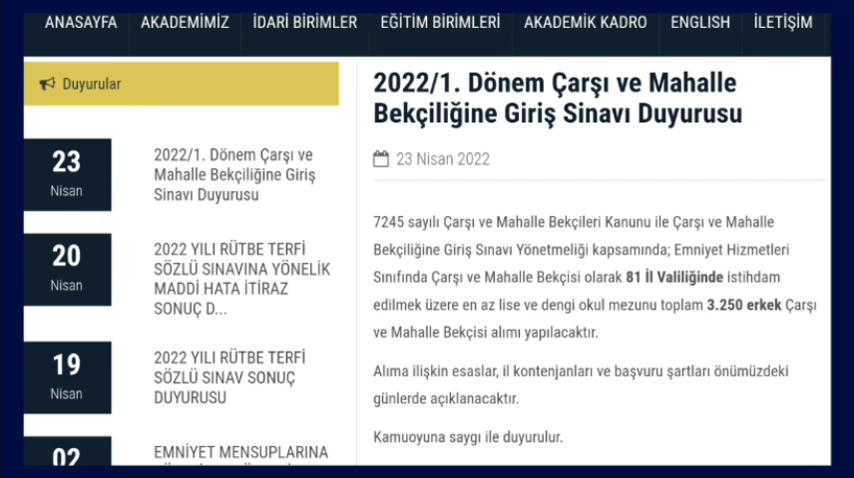 ANASAYFA AKADEMİMİZ İDARİ BİRİMLER EĞİTİM BİRİMLERİ AKADEMİK KADRO ENGLISH İLETİŞİM
Duyurular
23
Nisan
2022/1. Dönem Çarşı ve
Mahalle Bekçiliğine Giriş
Sınavı Duyurusu
20
Nisan
2022 YILI RÜTBE TERFİ
SÖZLÜ SINAVINA YÖNELİK
MADDİ HATA İTİRAZ
SONUÇ D...
19
Nisan
2022 YILI RÜTBE TERFİ
SÖZLÜ SINAV SONUÇ
DUYURUSU
02
EMNİYET MENSUPLARINA
2022/1. Dönem Çarşı ve Mahalle
Bekçiliğine Giriş Sınavı Duyurusu
23 Nisan 2022
7245 sayılı Çarşı ve Mahalle Bekçileri Kanunu ile Çarşı ve Mahalle
Bekçiliğine Giriş Sınavı Yönetmeliği kapsamında; Emniyet Hizmetleri
Sınıfında Çarşı ve Mahalle Bekçisi olarak 81 İl Valiliğinde istihdam
edilmek üzere en az lise ve dengi okul mezunu toplam 3.250 erkek Çarşı
ve Mahalle Bekçisi alımı yapılacaktır.
Alıma ilişkin esaslar, il kontenjanları ve başvuru şartları önümüzdeki
günlerde açıklanacaktır.
Kamuoyuna saygı ile duyurulur.